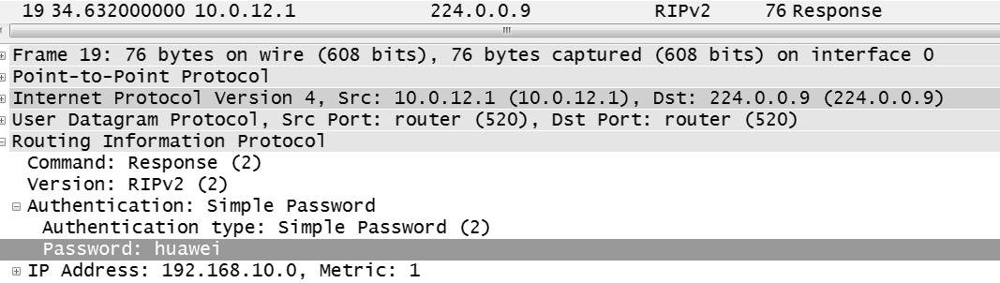 19 34.632000000 10.0.12.1 224.0.0.9 RIPv2 76 Response
Frame 19: 76 bytes on wire (608 bits), 76 bytes captured (608 bits) on interface 0
Point-to-Point Protocol
Internet Protocol Version 4, Src: 10.0.12.1 (10.0.12.1), Dst: 224.0.0.9 (224.0.0.9)
User Datagram Protocol, Src Port: router (520), Dst Port: router (520)
Routing Information Protocol
Command: Response (2)
Version: RIPv2 (2)
Authentication: Simple Password
Authentication type: Simple Password (2)
Password: huawei
IP Address: 192.168.10.0, Metric: 1